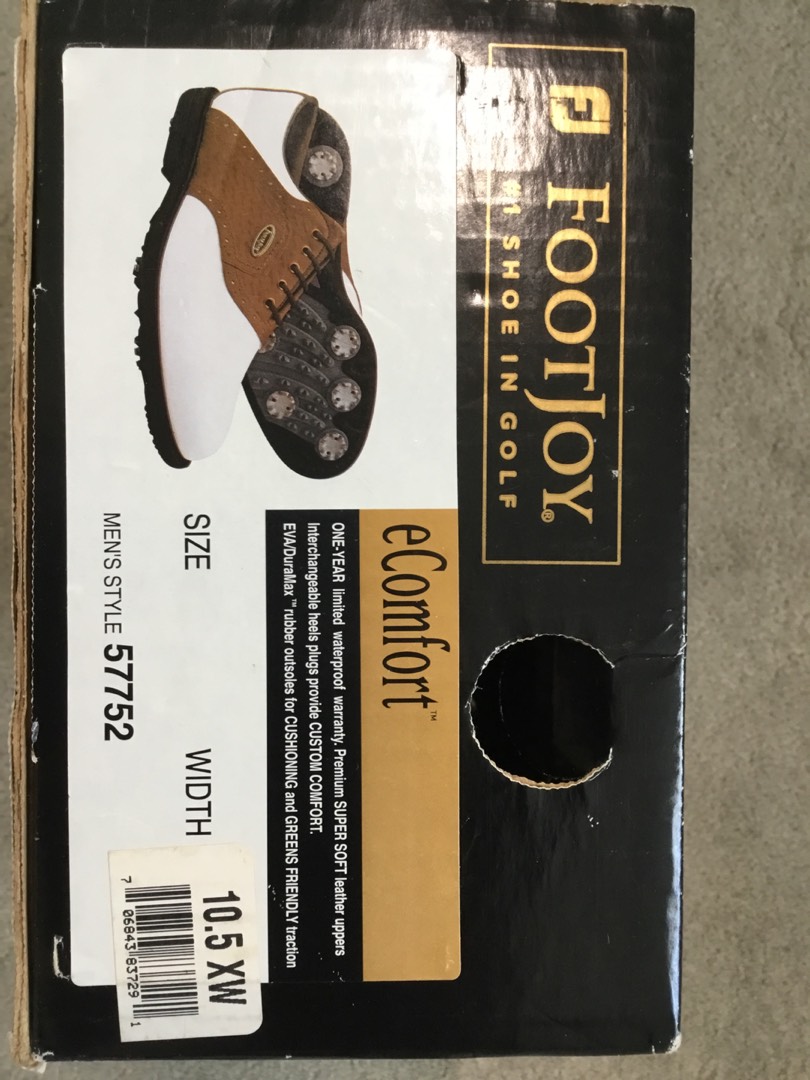 FJ
FOOTJOY®
#1 SHOE IN GOLF
eComfort™
ONE-YEAR limited waterproof warranty. Premium SUPER SOFT leather uppers
Interchangeable heels plugs provide CUSTOM COMFORT.
EVA/DuraMax™ rubber outsoles for CUSHIONING and GREENS FRIENDLY traction
SIZE WIDTH
10.5 XW
MEN'S STYLE 57752
7 06843 83729 1